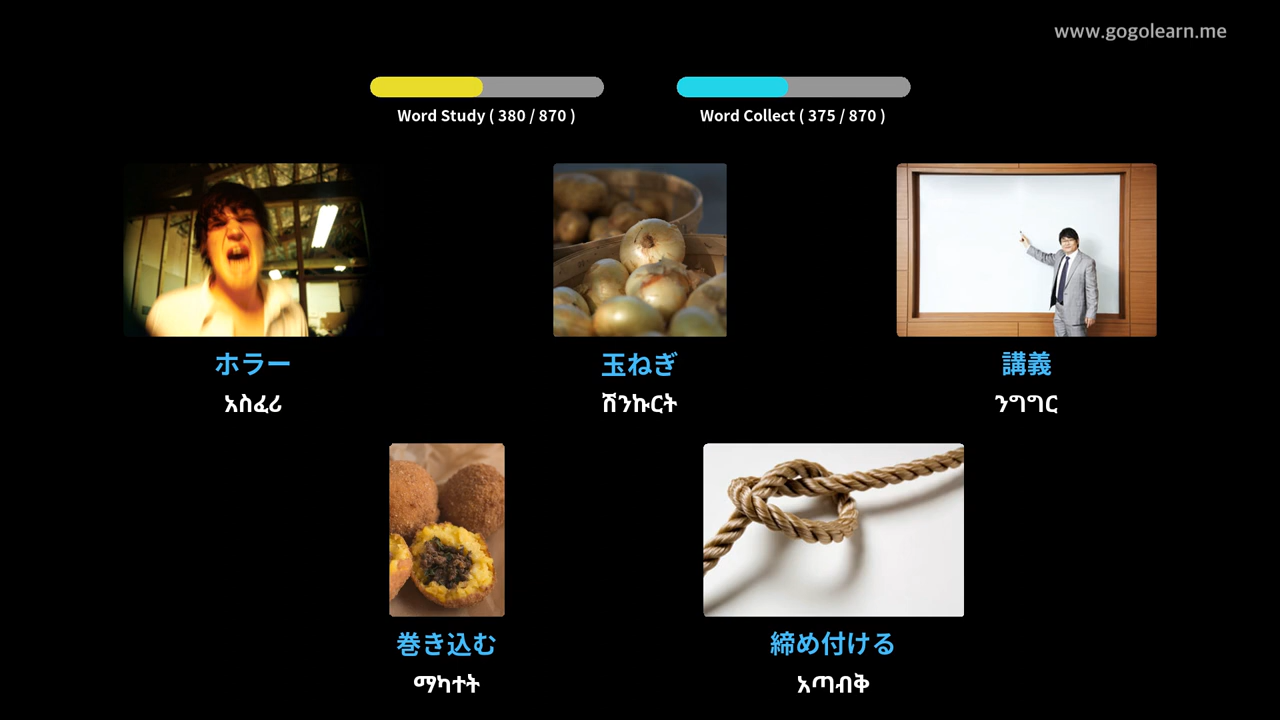 www.gogolearn.me
Word Study ( 380 / 870 )
Word Collect ( 375 / 870 )
ホラー
አስፈሪ
玉ねぎ
ሽንኩርት
講義
ንግግር
巻き込む
ማካተት
締め付ける
አጣብቅ